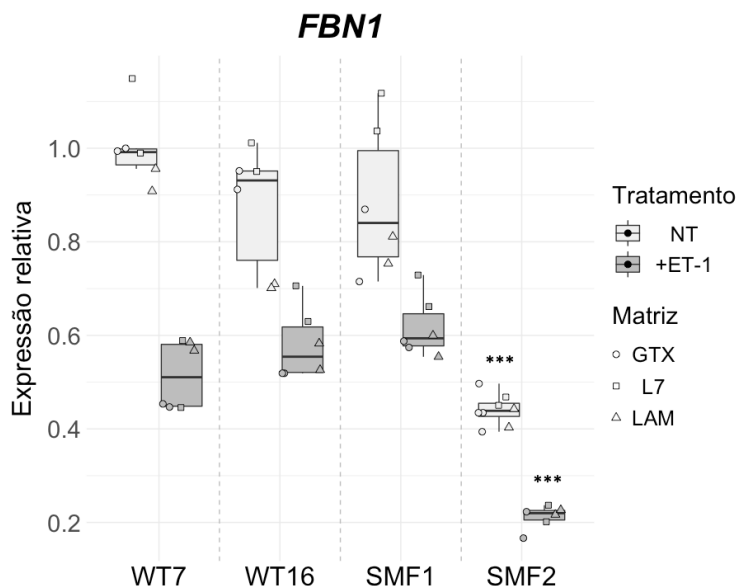 FBN1
Expressão relativa
1.0
0.8
0.6
0.4
0.2
***
***
WT7
WT16
SMF1
SMF2
Tratamento
NT
+ET-1
Matriz
GTX
L7
LAM